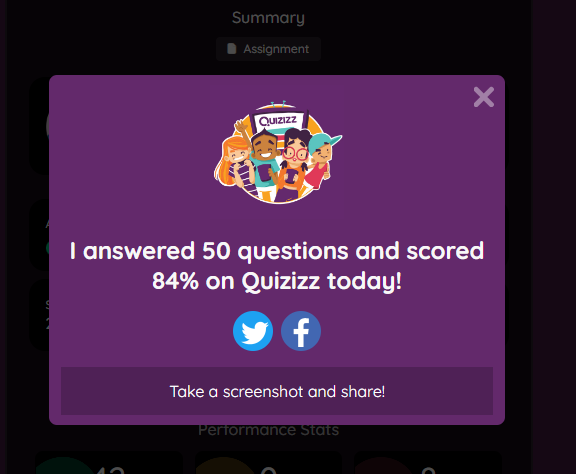 Summary
Assignment
QUIZIZZ
I answered 50 questions and scored
84% on Quizizz today!
Take a screenshot and share!
Performance Stats